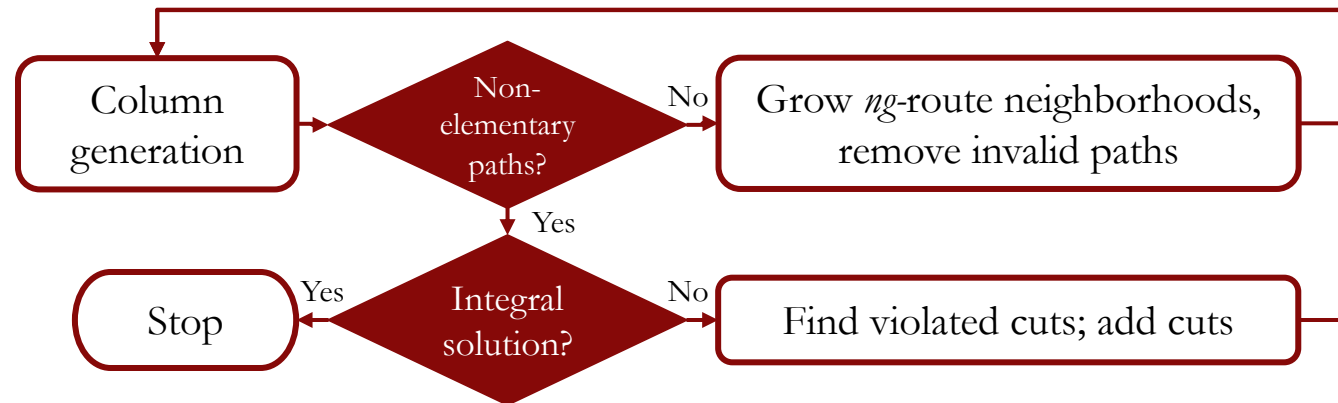 Column
generation
Non-
elementary
paths?
No
Grow ng-route neighborhoods,
remove invalid paths
Yes
Stop
Yes
Integral
solution?
No
Find violated cuts; add cuts